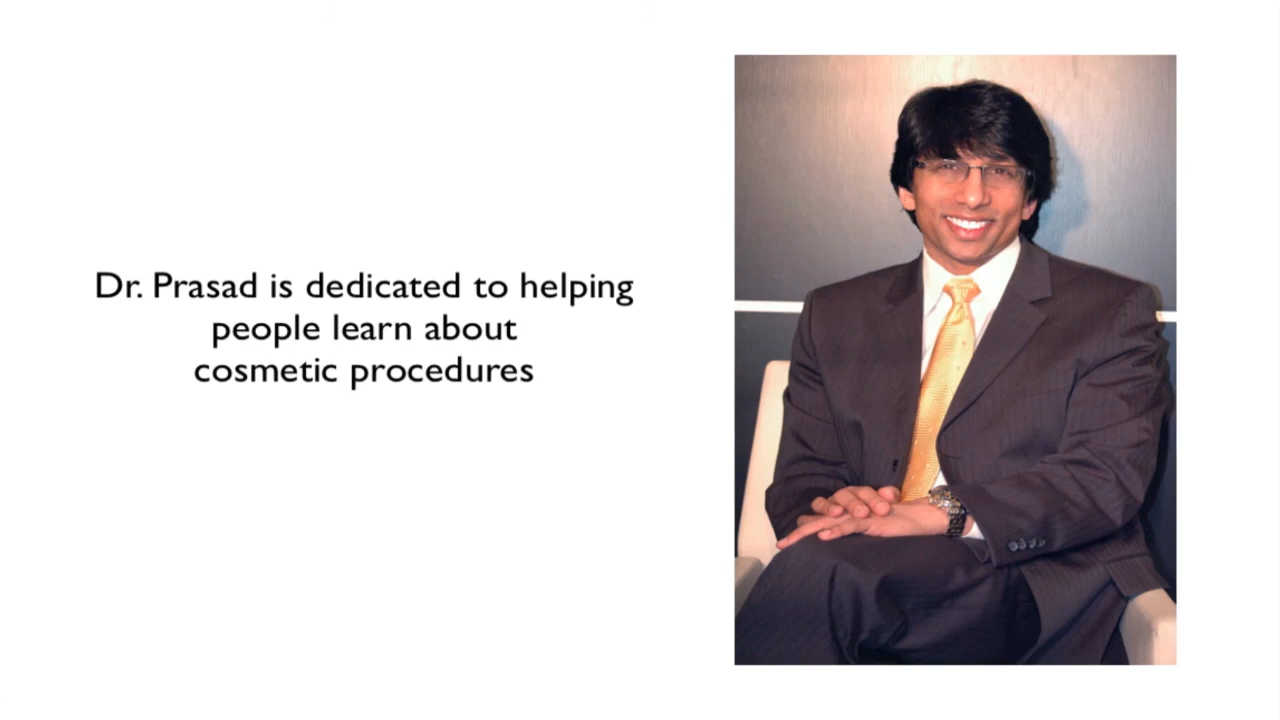 Dr. Prasad is dedicated to helping
people learn about
cosmetic procedures